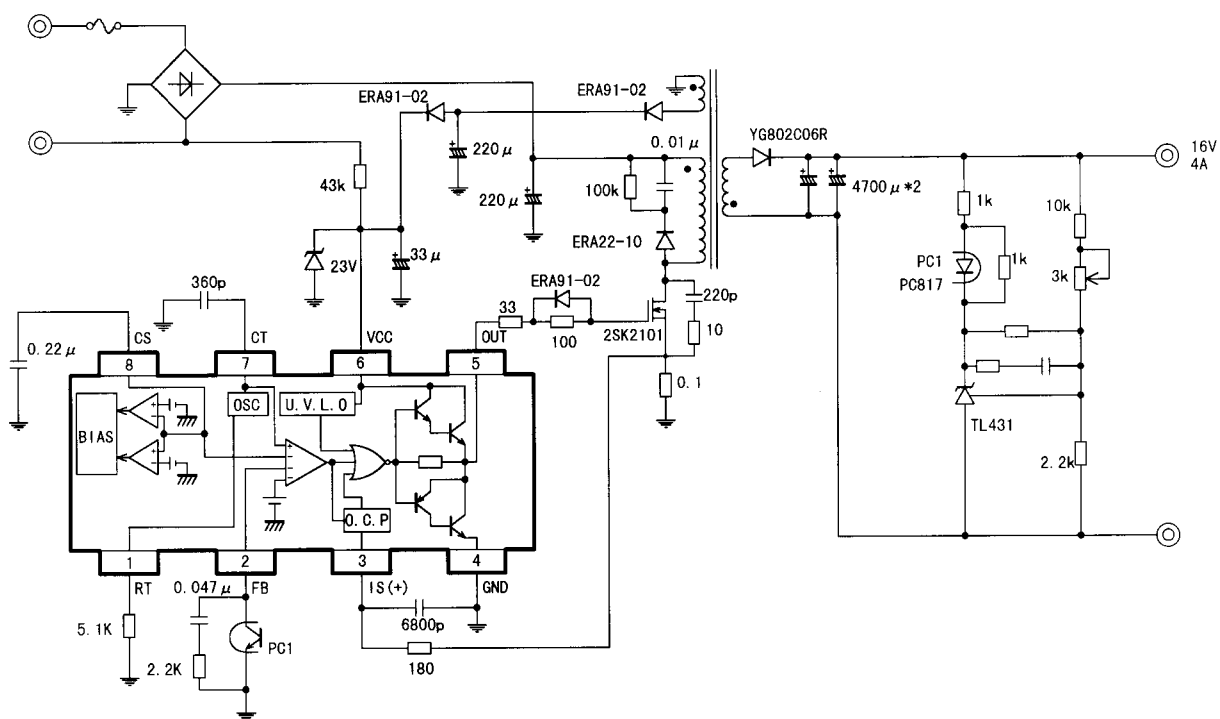 ERA91-02
ERA91-02
YG802C06R
16V
4A
0.01μ
220μ
43k
220μ
100k
4700μ*2
1k
10k
ERA22-10
23V
33μ
PC1
PC817
1k
3k
360p
ERA91-02
220p
33
100
2SK2101
10
0.22μ
CS
CT
VCC
OUT
8
7
6
5
0.1
OSC
U.V.L.O
BIAS
TL431
2.2k
O.C.P
1
2
3
4
RT
0.047μ
FB
IS(+)
GND
5.1K
6800p
PC1
2.2K
180